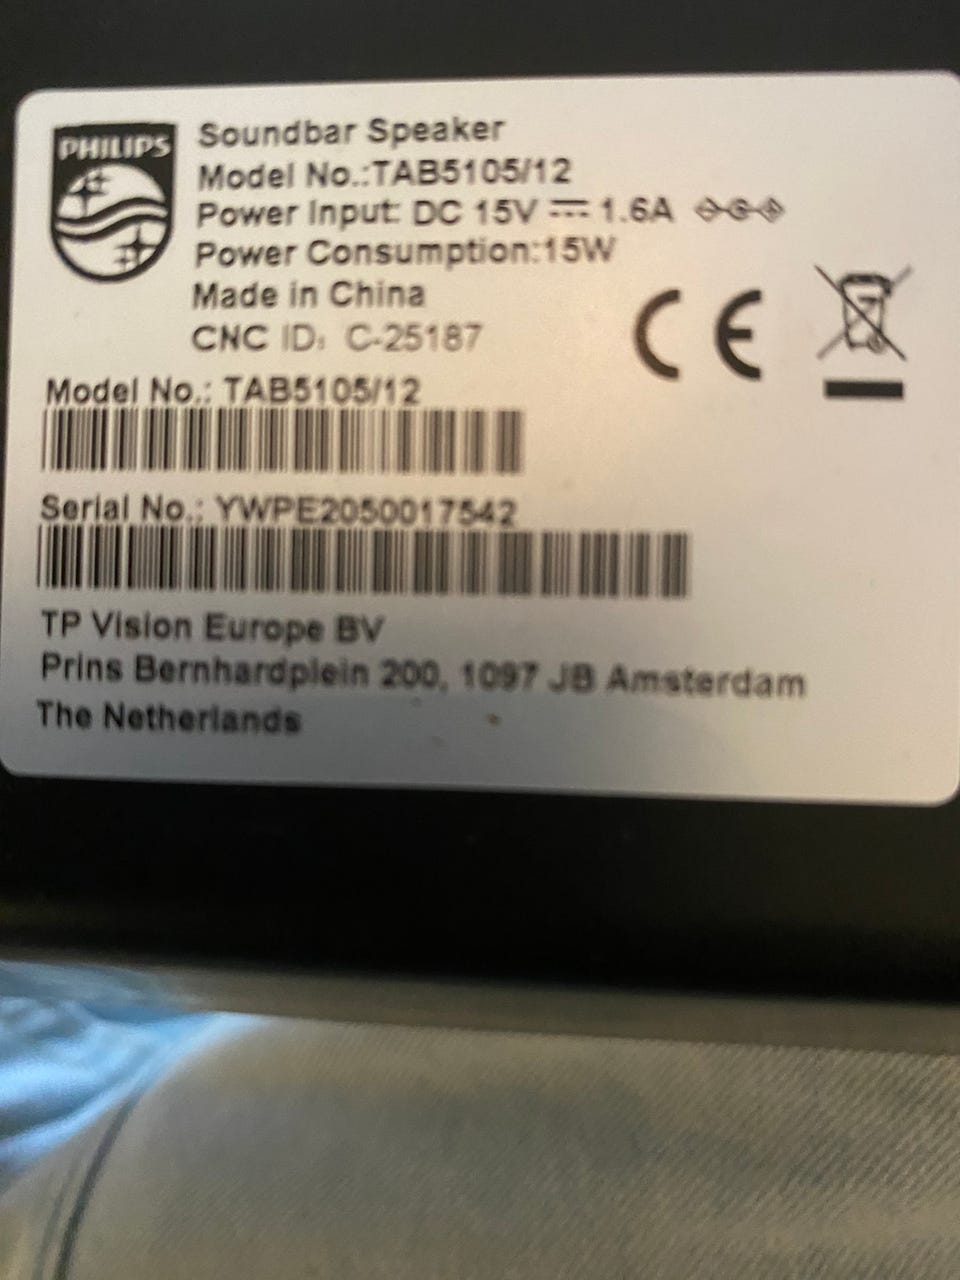 PHILIPS
Soundbar Speaker
Model No.:TAB5105/12
Power Input: DC 15V ⎓ 1.6A
Power Consumption:15W
Made in China
CNC ID: C-25187
CE
Model No.: TAB5105/12
Serial No.: YWPE2050017542
TP Vision Europe BV
Prins Bernhardplein 200, 1097 JB Amsterdam
The Netherlands